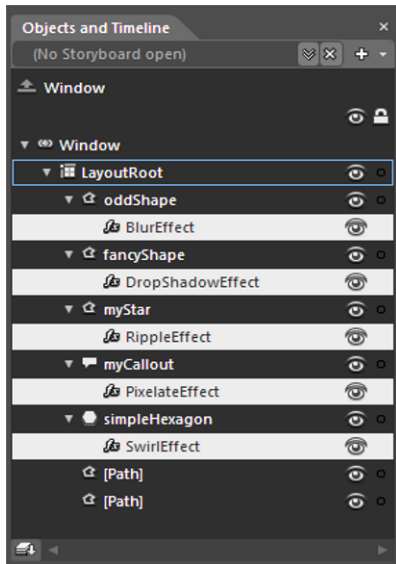 Objects and Timeline
(No Storyboard open)
Window
Window
LayoutRoot
oddShape
BlurEffect
fancyShape
DropShadowEffect
myStar
RippleEffect
myCallout
PixelateEffect
simpleHexagon
SwirlEffect
[Path]
[Path]